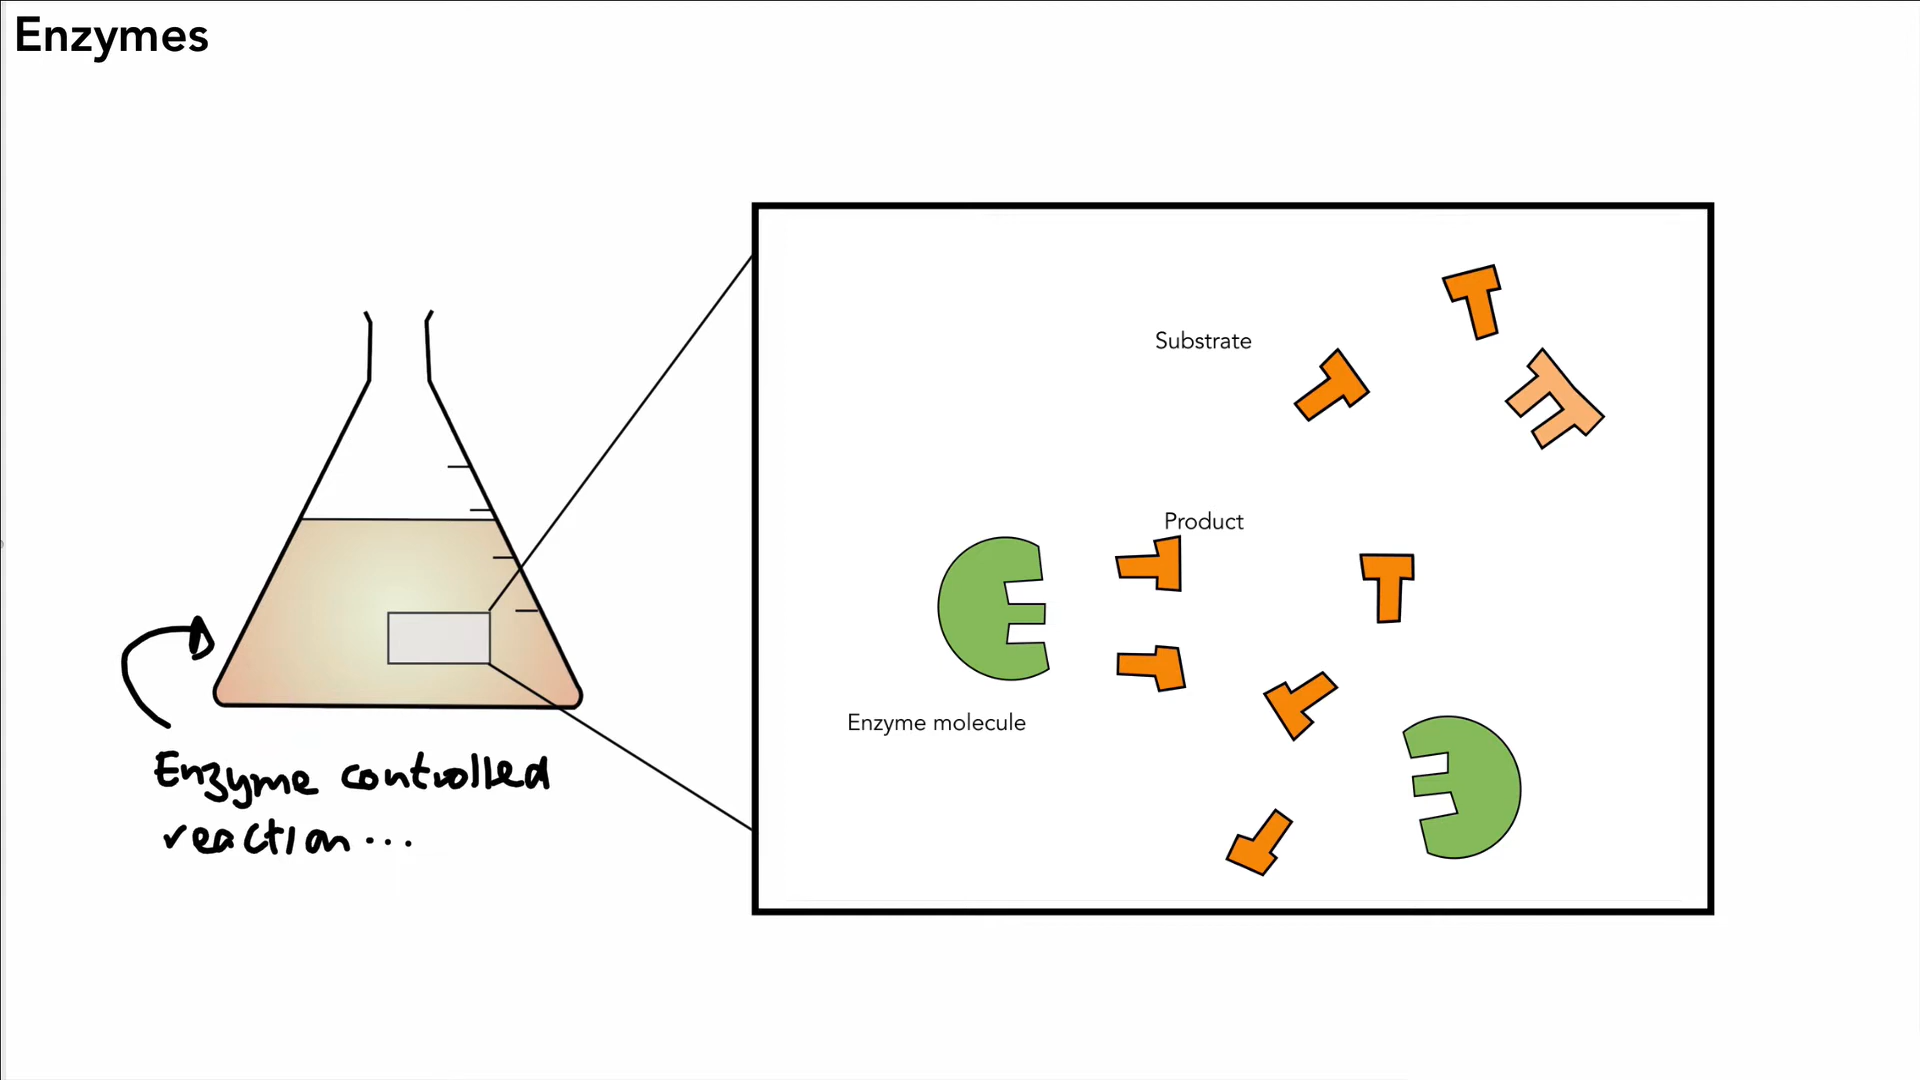 Enzymes
Substrate
Product
Enzyme molecule
Enzyme controlled
reaction...